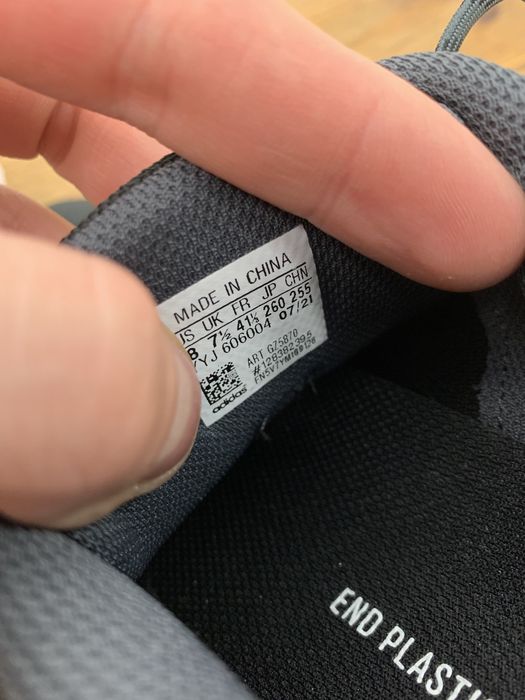 MADE IN CHINA
US UK FR JP CHN
8 7½ 41⅓ 260 255
YYJ 606004 07/21
ART GZ5870
adidas
END PLASTI